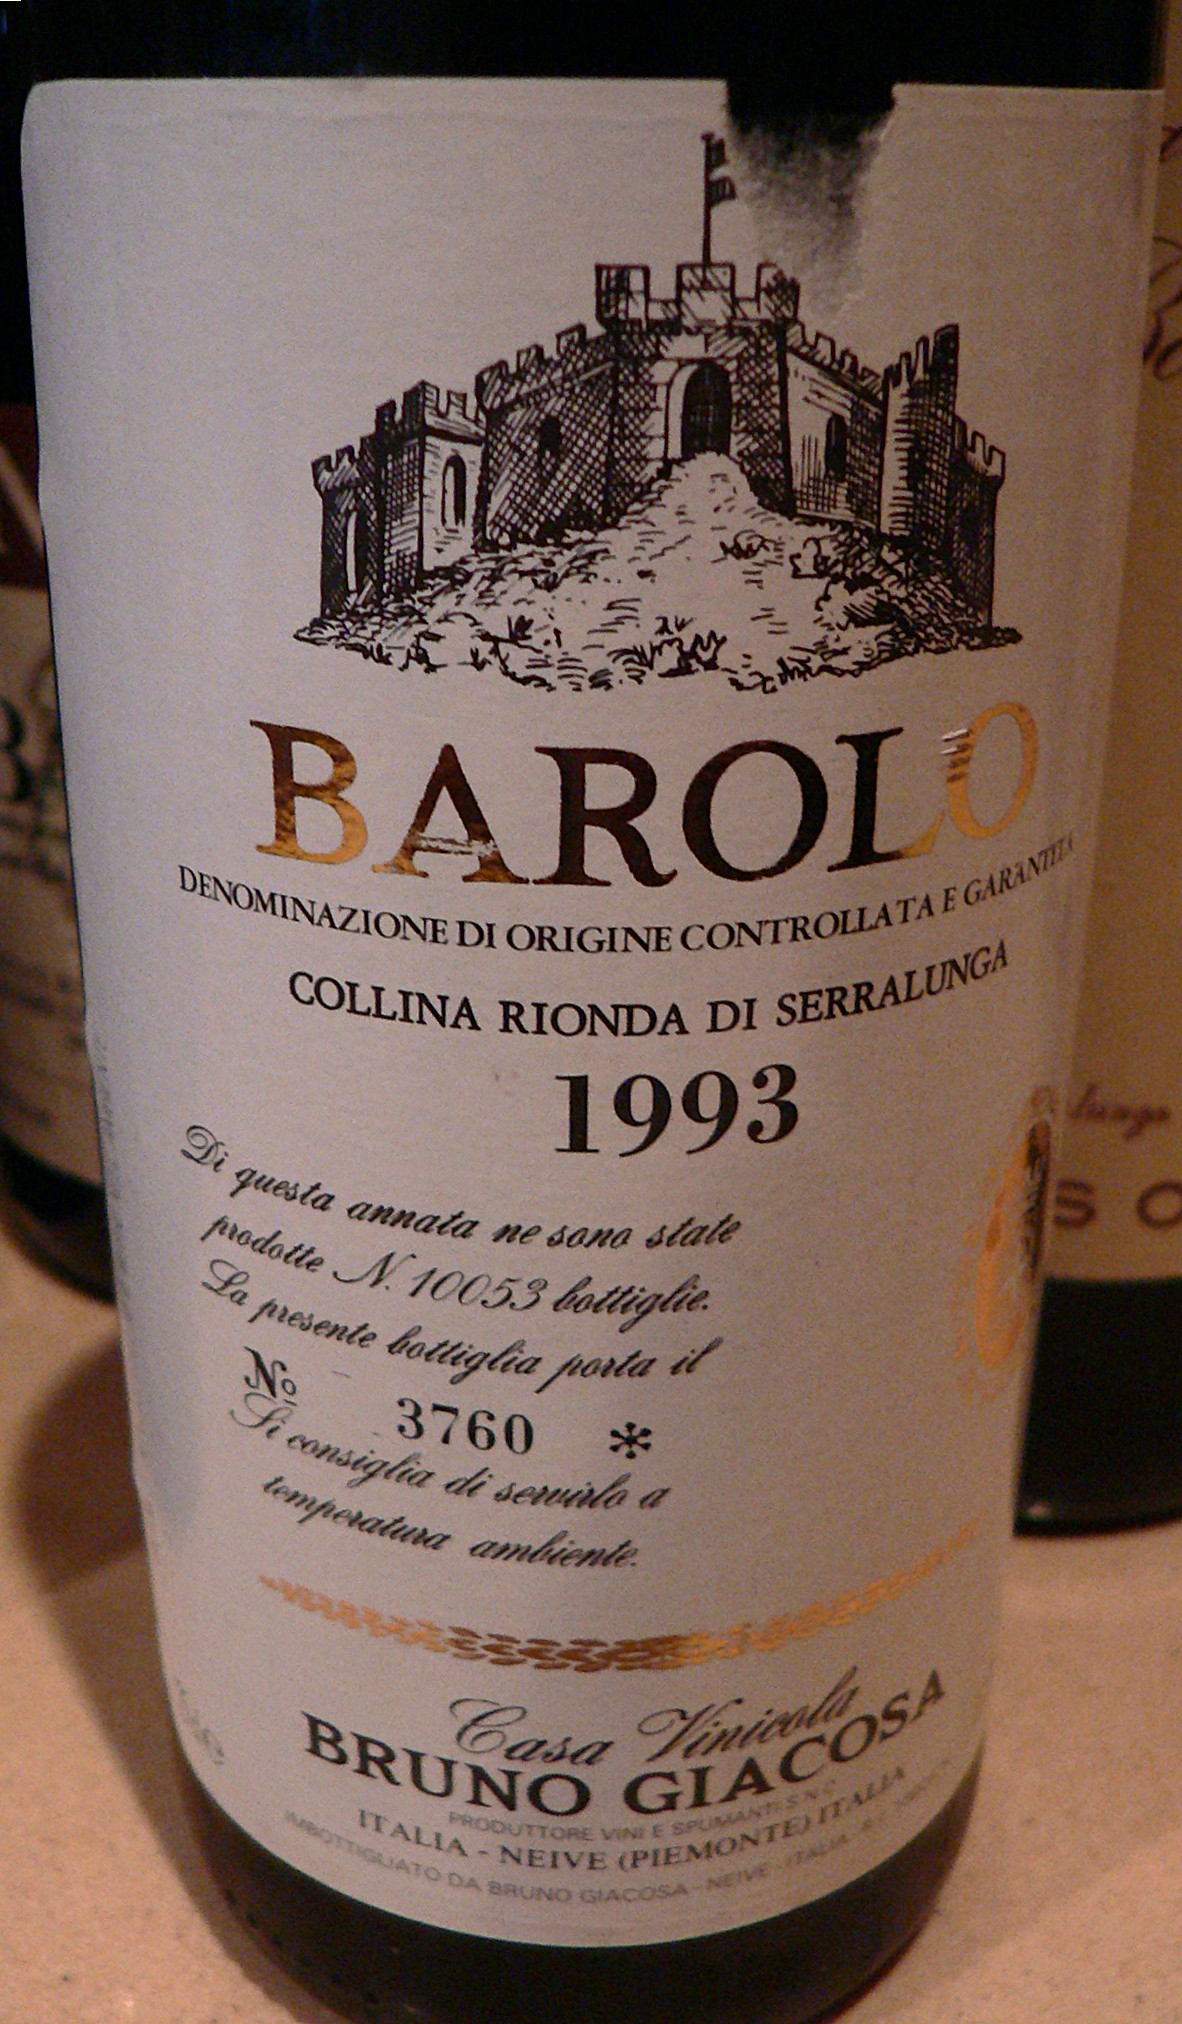 BAROLO
DENOMINAZIONE DI ORIGINE CONTROLLATA E GARANTITA
COLLINA RIONDA DI SERRALUNGA
1993
Di questa annata ne sono state
prodotte N. 10053 bottiglie.
La presente bottiglia porta il
No 3760 *
Si consiglia di servirlo a
temperatura ambiente.
Casa Vinicola
BRUNO GIACOSA
PRODUTTORE VINI E SPUMANTI S.N.C.
ITALIA - NEIVE (PIEMONTE) ITALIA
IMBOTTIGLIATO DA BRUNO GIACOSA - NEIVE - ITALIA